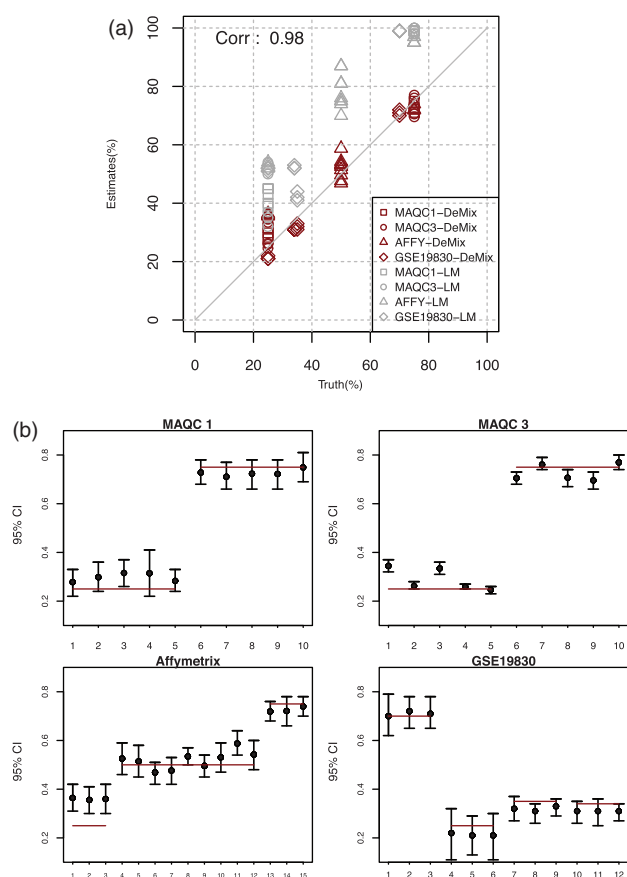 (a)
Corr : 0.98
Estimates(%)
100
80
60
40
20
0
MAQC1−DeMix
MAQC3−DeMix
AFFY−DeMix
GSE19830−DeMix
MAQC1−LM
MAQC3−LM
AFFY−LM
GSE19830−LM
0 20 40 60 80 100
Truth(%)
(b)
MAQC 1
95% CI
0.8
0.6
0.4
0.2
1 2 3 4 5 6 7 8 9 10
MAQC 3
95% CI
0.8
0.6
0.4
0.2
1 2 3 4 5 6 7 8 9 10
Affymetrix
95% CI
0.8
0.6
0.4
0.2
1 2 3 4 5 6 7 8 9 10 11 12 13 14 15
GSE19830
95% CI
0.8
0.6
0.4
0.2
1 2 3 4 5 6 7 8 9 10 11 12